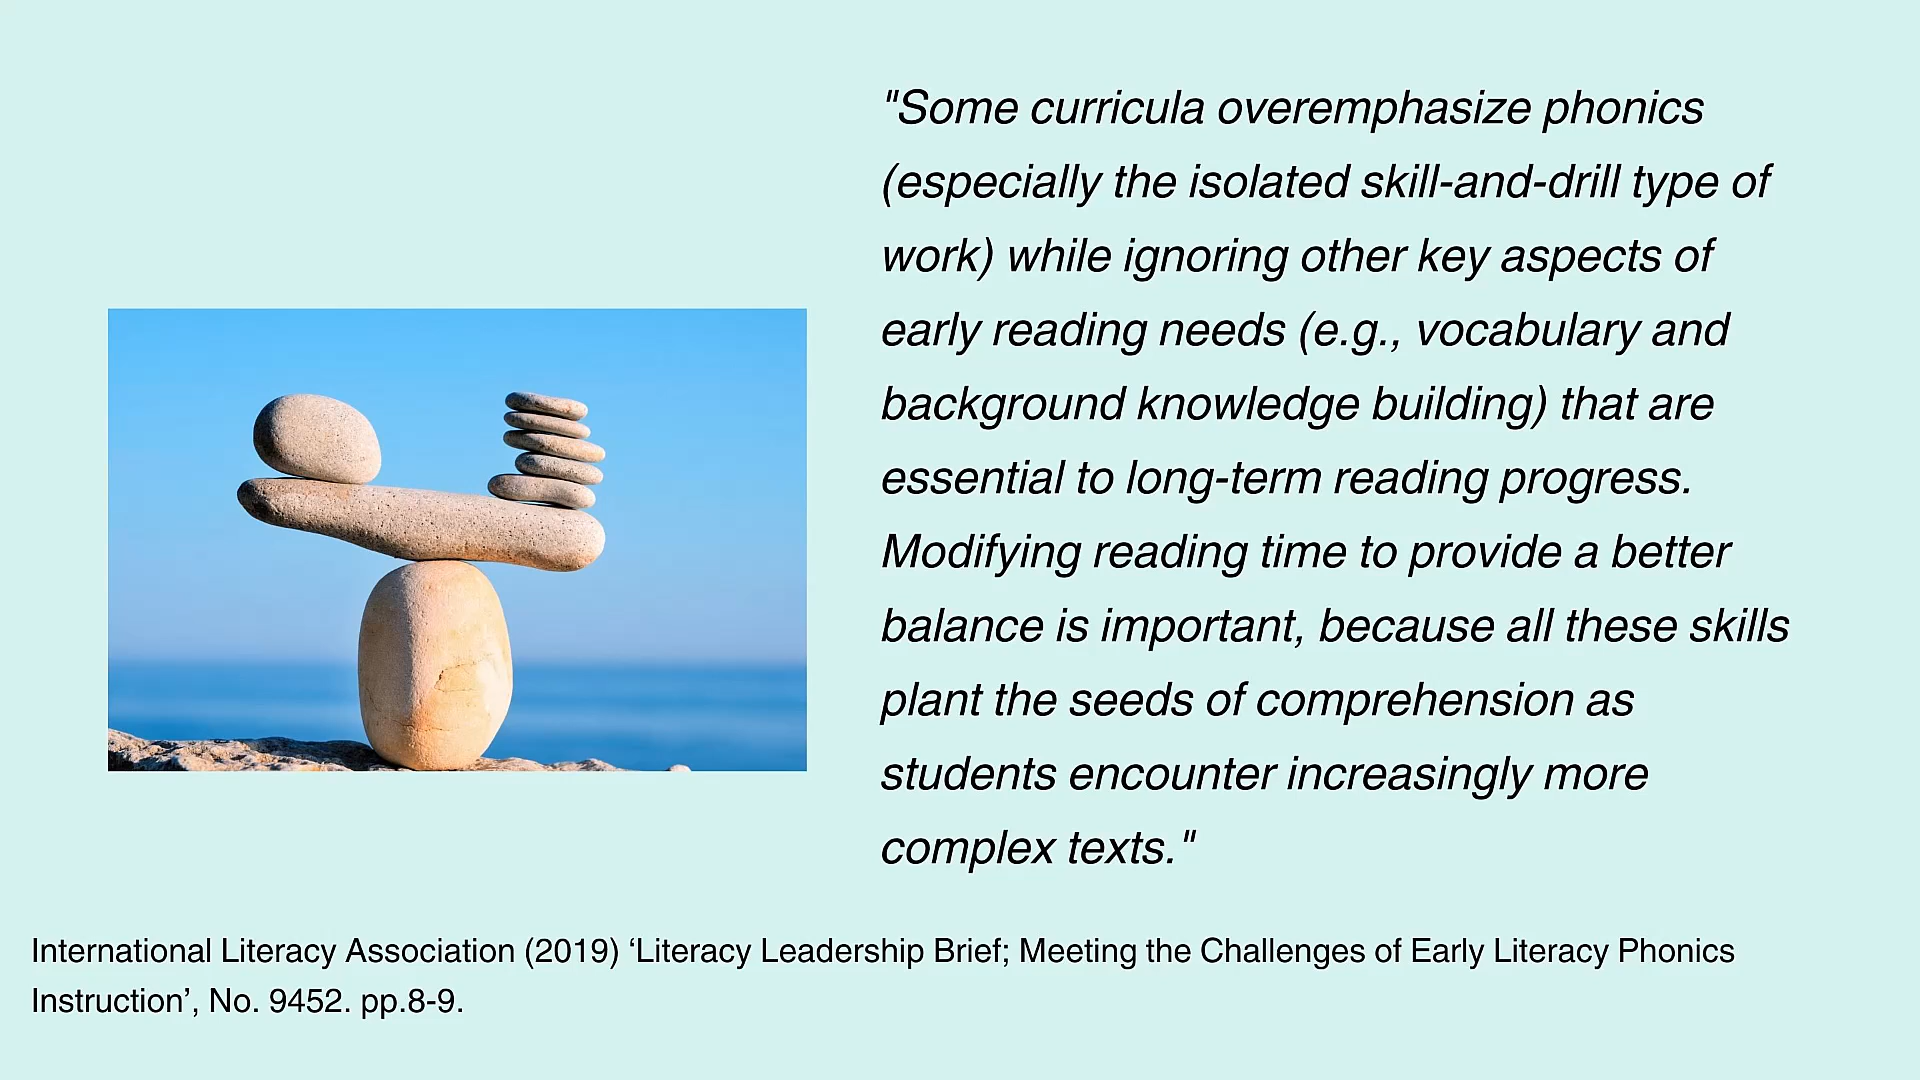 "Some curricula overemphasize phonics
(especially the isolated skill-and-drill type of
work) while ignoring other key aspects of
early reading needs (e.g., vocabulary and
background knowledge building) that are
essential to long-term reading progress.
Modifying reading time to provide a better
balance is important, because all these skills
plant the seeds of comprehension as
students encounter increasingly more
complex texts."
International Literacy Association (2019) ‘Literacy Leadership Brief; Meeting the Challenges of Early Literacy Phonics
Instruction’, No. 9452. pp.8-9.